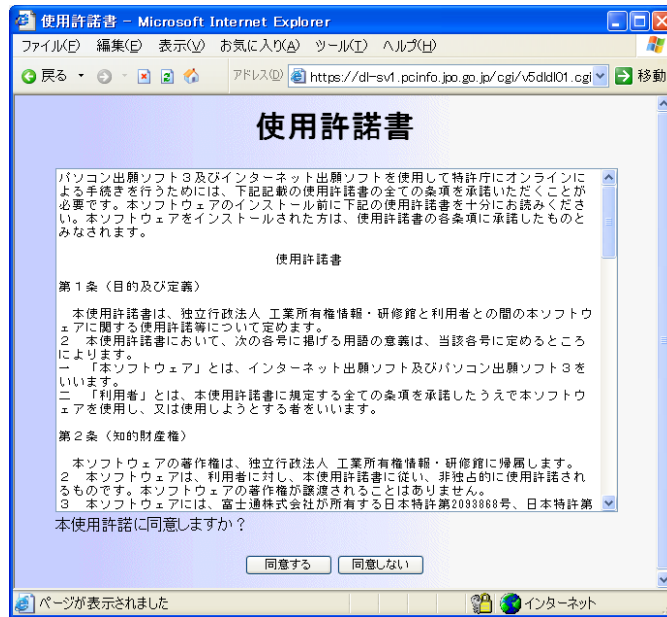 使用許諾書 - Microsoft Internet Explorer
ファイル(F) 編集(E) 表示(V) お気に入り(A) ツール(T) ヘルプ(H)
戻る アドレス(D) https://dl-sv1.pcinfo.jpo.go.jp/cgi/v5dldl01.cgi 移動
使用許諾書
パソコン出願ソフト3及びインターネット出願ソフトを使用して特許庁にオンラインに
よる手続きを行うためには、下記記載の使用許諾書の全ての条項を承諾いただくことが
必要です。本ソフトウェアのインストール前に下記の使用許諾書を十分にお読みくださ
い。本ソフトウェアをインストールされた方は、使用許諾書の各条項に承諾したものと
みなされます。
使用許諾書
第1条（目的及び定義）
本使用許諾書は、独立行政法人 工業所有権情報・研修館と利用者との間の本ソフトウ
ェアに関する使用許諾等について定めます。
2 本使用許諾書において、次の各号に掲げる用語の意義は、当該各号に定めるところ
によります。
一 「本ソフトウェア」とは、インターネット出願ソフト及びパソコン出願ソフト3を
いいます。
二 「利用者」とは、本使用許諾書に規定する全ての条項を承諾したうえで本ソフトウ
ェアを使用し、又は使用しようとする者をいいます。
第2条（知的財産権）
本ソフトウェアの著作権は、独立行政法人 工業所有権情報・研修館に帰属します。
2 本ソフトウェアは、利用者に対し、本使用許諾書に従い、非独占的に使用許諾され
るものです。本ソフトウェアの著作権が譲渡されることはありません。
3 本ソフトウェアには、富士通株式会社が所有する日本特許第2093868号、日本特許第
本使用許諾に同意しますか？
同意する 同意しない
ページが表示されました インターネット